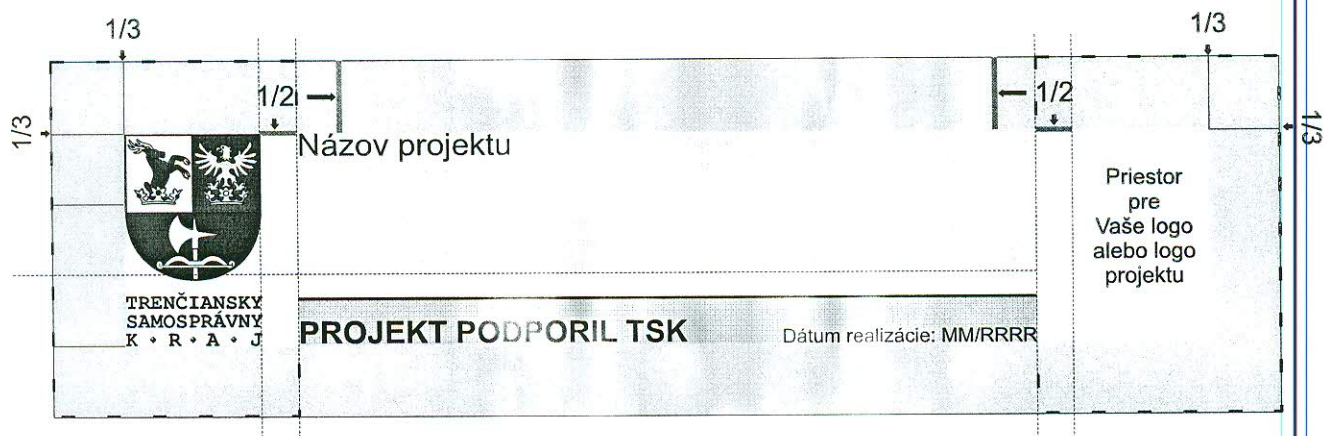 1/3
1/3
1/2
1/2
1/3
1/3
Názov projektu
Priestor
pre
Vaše logo
alebo logo
projektu
TRENČIANSKY
SAMOSPRÁVNY
K • R • A • J
PROJEKT PODPORIL TSK
Dátum realizácie: MM/RRRR